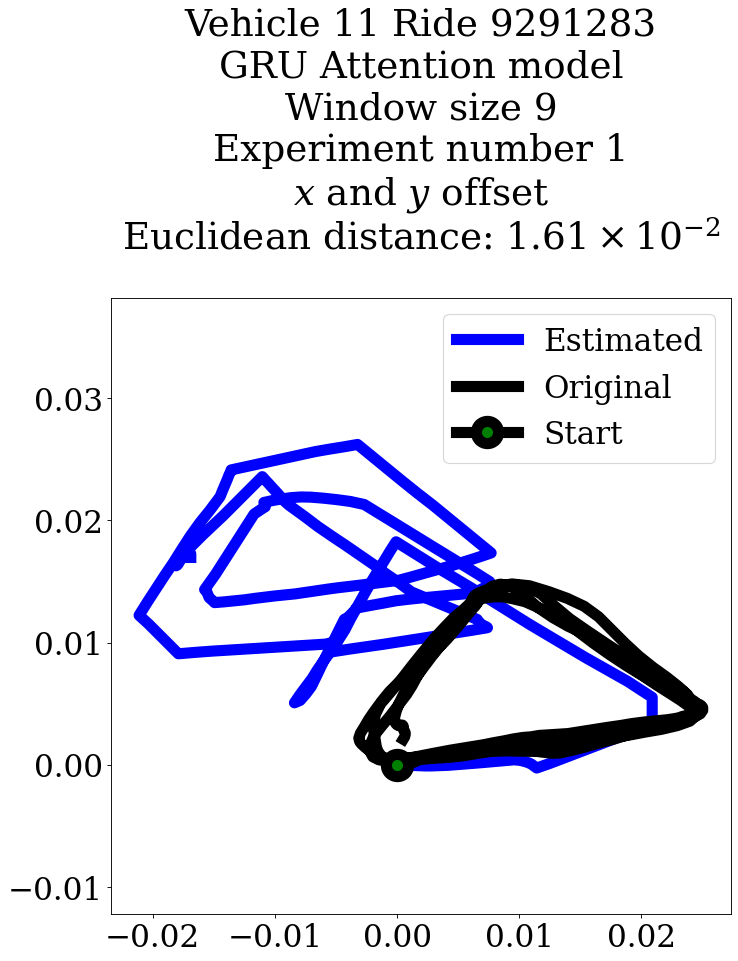 Vehicle 11 Ride 9291283
GRU Attention model
Window size 9
Experiment number 1
x and y offset
Euclidean distance: 1.61 × 10⁻²
Estimated
Original
Start
0.03
0.02
0.01
0.00
−0.01
−0.02 −0.01 0.00 0.01 0.02